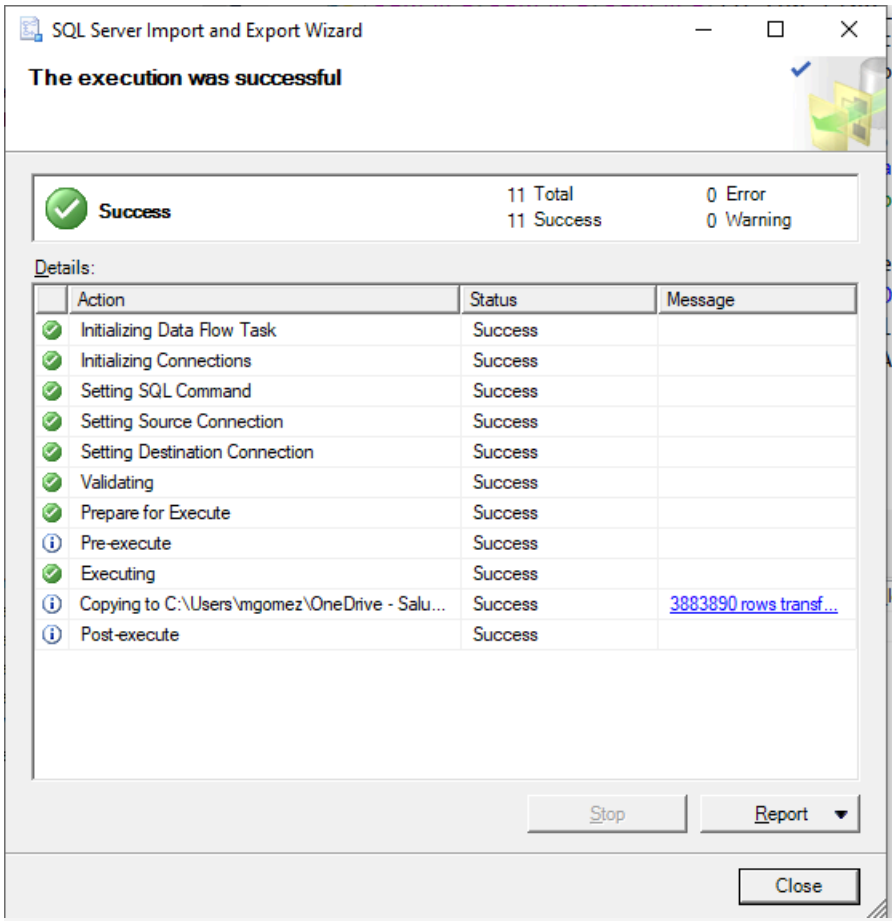 SQL Server Import and Export Wizard
The execution was successful
Success
11 Total 0 Error
11 Success 0 Warning
Details:
Action Status Message
Initializing Data Flow Task Success
Initializing Connections Success
Setting SQL Command Success
Setting Source Connection Success
Setting Destination Connection Success
Validating Success
Prepare for Execute Success
Pre-execute Success
Executing Success
Copying to C:\Users\mgomez\OneDrive - Salu... Success 3883890 rows transf...
Post-execute Success
Stop Report
Close